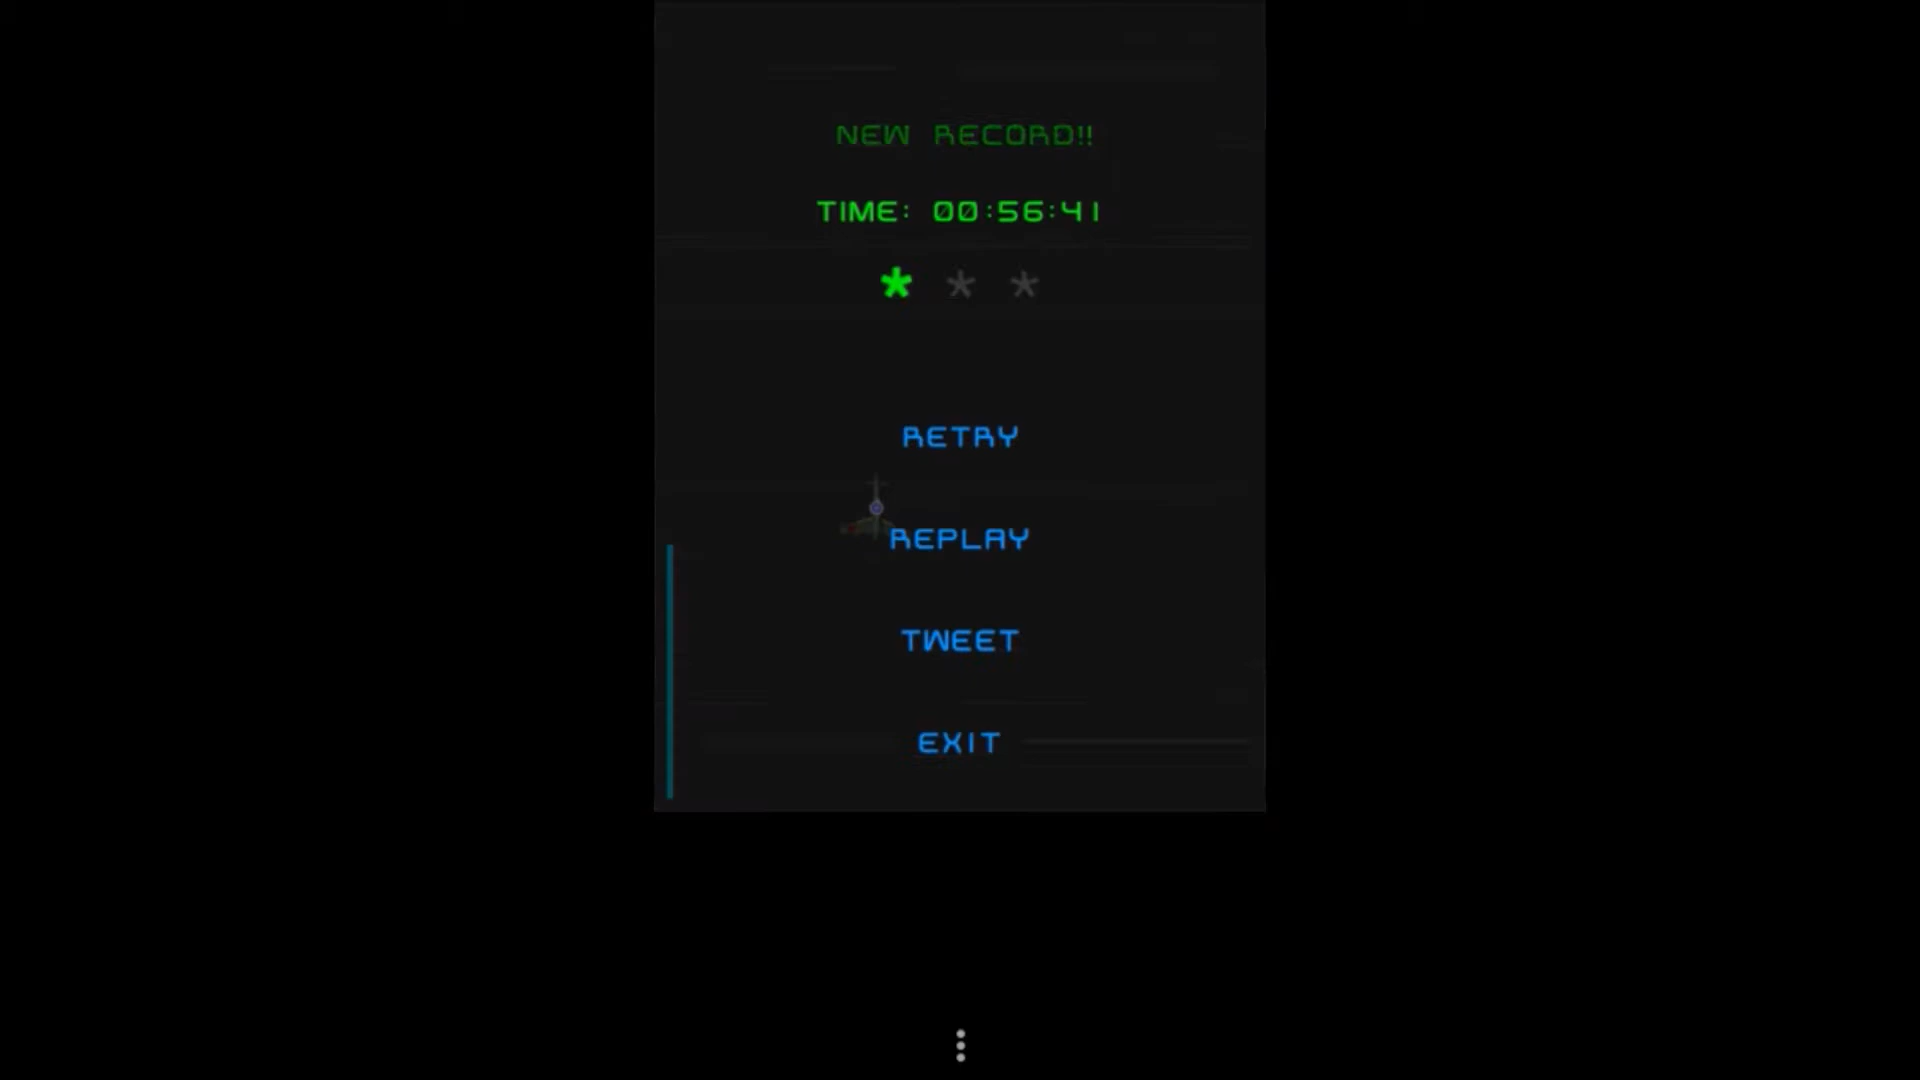 NEW RECORD!!
TIME: 00:56:41
* * *
RETRY
REPLAY
TWEET
EXIT